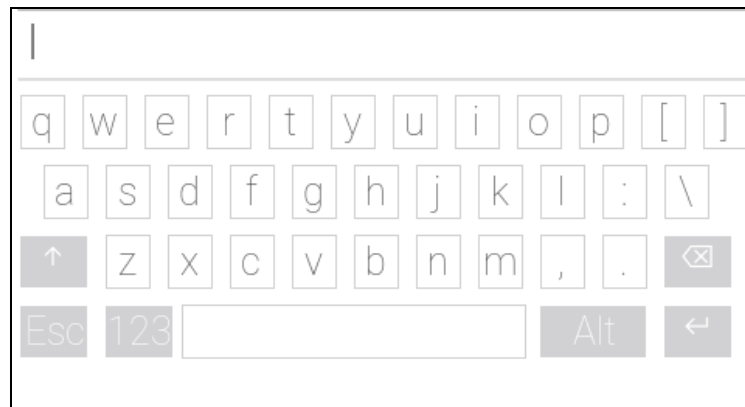 q w e r t y u i o p [ ]
a s d f g h j k l : \
↑ z x c v b n m , . ⌫
Esc 123 Alt ↵